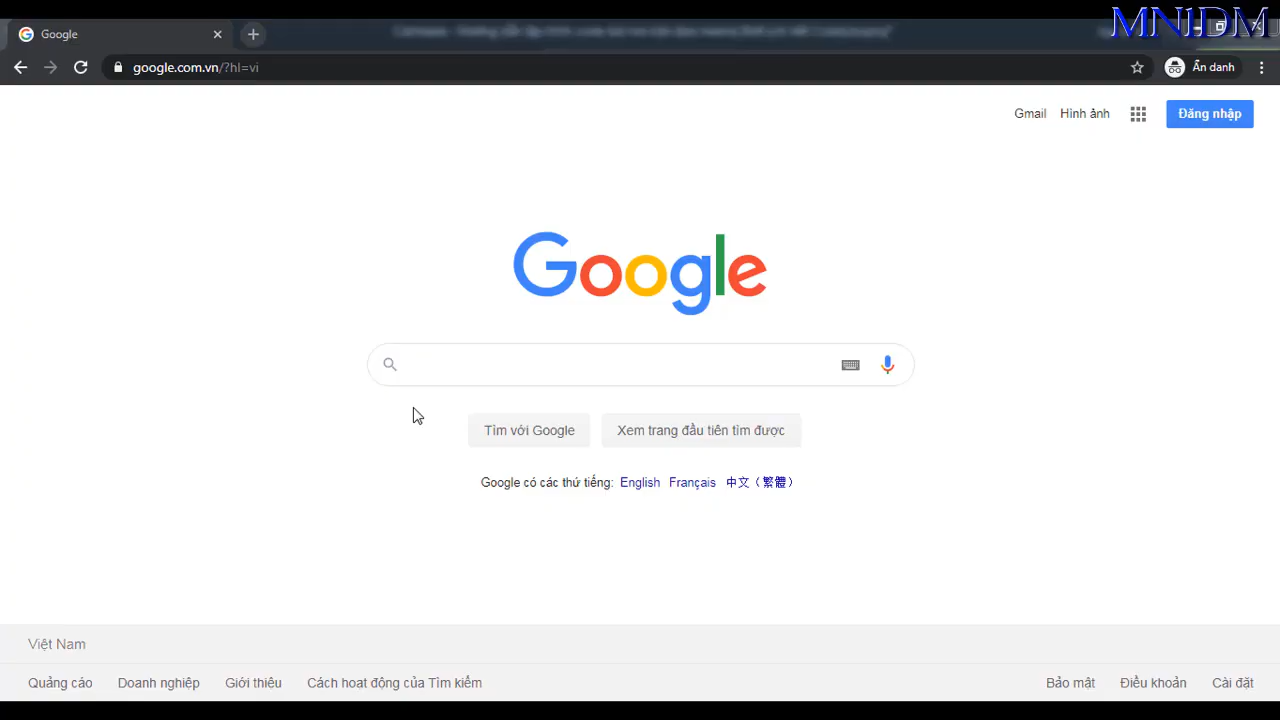 MN1DM
Google
google.com.vn/?hl=vi
Ẩn danh
Gmail Hình ảnh Đăng nhập
Google
Tìm với Google Xem trang đầu tiên tìm được
Google có các thứ tiếng: English Français 中文（繁體）
Việt Nam
Quảng cáo Doanh nghiệp Giới thiệu Cách hoạt động của Tìm kiếm Bảo mật Điều khoản Cài đặt